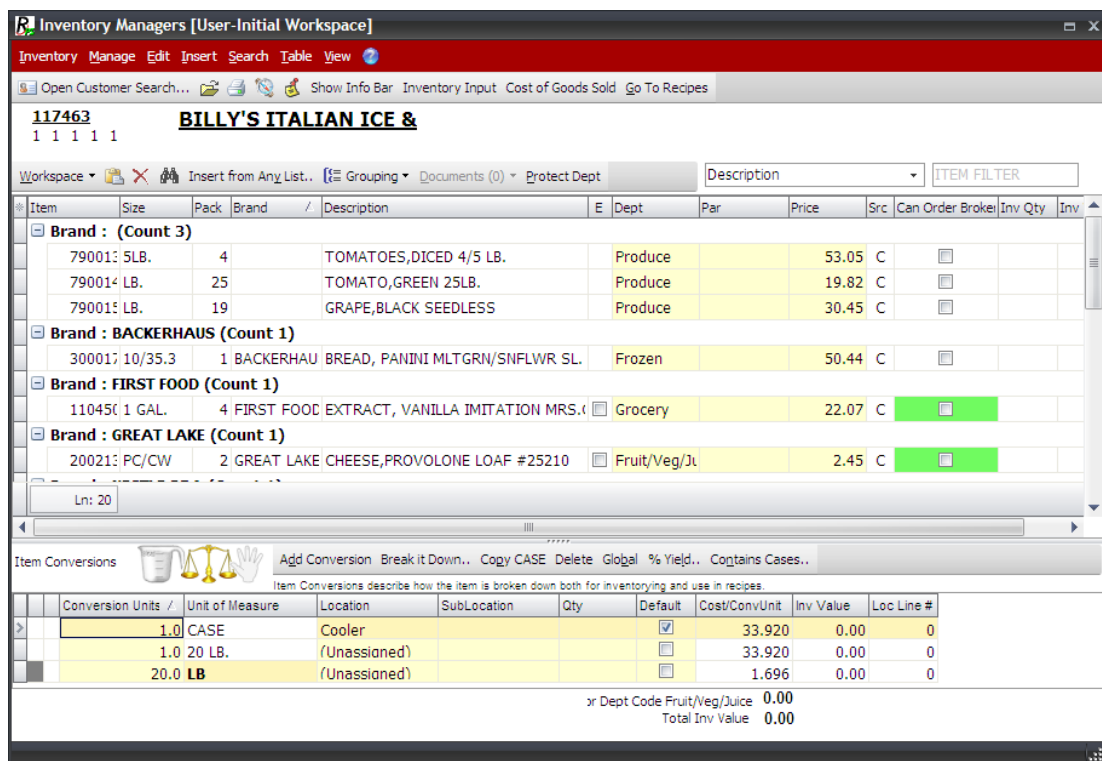 Inventory Managers [User-Initial Workspace]
Inventory Manage Edit Insert Search Table View
Open Customer Search... Show Info Bar Inventory Input Cost of Goods Sold Go To Recipes
117463 BILLY'S ITALIAN ICE &
1 1 1 1 1
Workspace Insert from Any List.. Grouping Documents (0) Protect Dept Description ITEM FILTER
Item Size Pack Brand Description E Dept Par Price Src Can Order Broker Inv Qty Inv
Brand : (Count 3)
790013 5LB. 4 TOMATOES,DICED 4/5 LB. Produce 53.05 C
790014 LB. 25 TOMATO,GREEN 25LB. Produce 19.82 C
790015 LB. 19 GRAPE,BLACK SEEDLESS Produce 30.45 C
Brand : BACKERHAUS (Count 1)
300017 10/35.3 1 BACKERHAU BREAD, PANINI MLTGRN/SNFLWR SL. Frozen 50.44 C
Brand : FIRST FOOD (Count 1)
11045 1 GAL. 4 FIRST FOOD EXTRACT, VANILLA IMITATION MRS. Grocery 22.07 C
Brand : GREAT LAKE (Count 1)
200213 PC/CW 2 GREAT LAKE CHEESE,PROVOLONE LOAF #25210 Fruit/Veg/Ju 2.45 C
Ln: 20
Item Conversions Add Conversion Break it Down.. Copy CASE Delete Global % Yield.. Contains Cases..
Item Conversions describe how the item is broken down both for inventorying and use in recipes.
Conversion Units Unit of Measure Location SubLocation Qty Default Cost/ConvUnit Inv Value Loc Line #
1.0 CASE Cooler 33.920 0.00 0
1.0 20 LB. (Unassigned) 33.920 0.00 0
20.0 LB (Unassigned) 1.696 0.00 0
or Dept Code Fruit/Veg/Juice 0.00
Total Inv Value 0.00